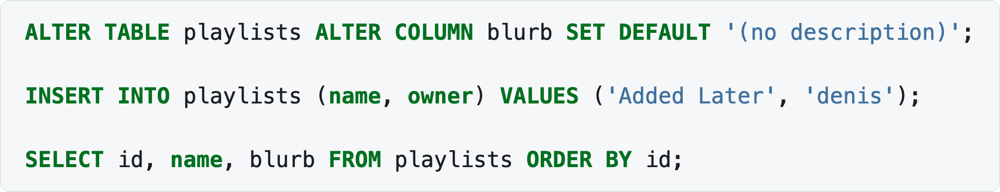 ALTER TABLE playlists ALTER COLUMN blurb SET DEFAULT '(no description)';
INSERT INTO playlists (name, owner) VALUES ('Added Later', 'denis');
SELECT id, name, blurb FROM playlists ORDER BY id;